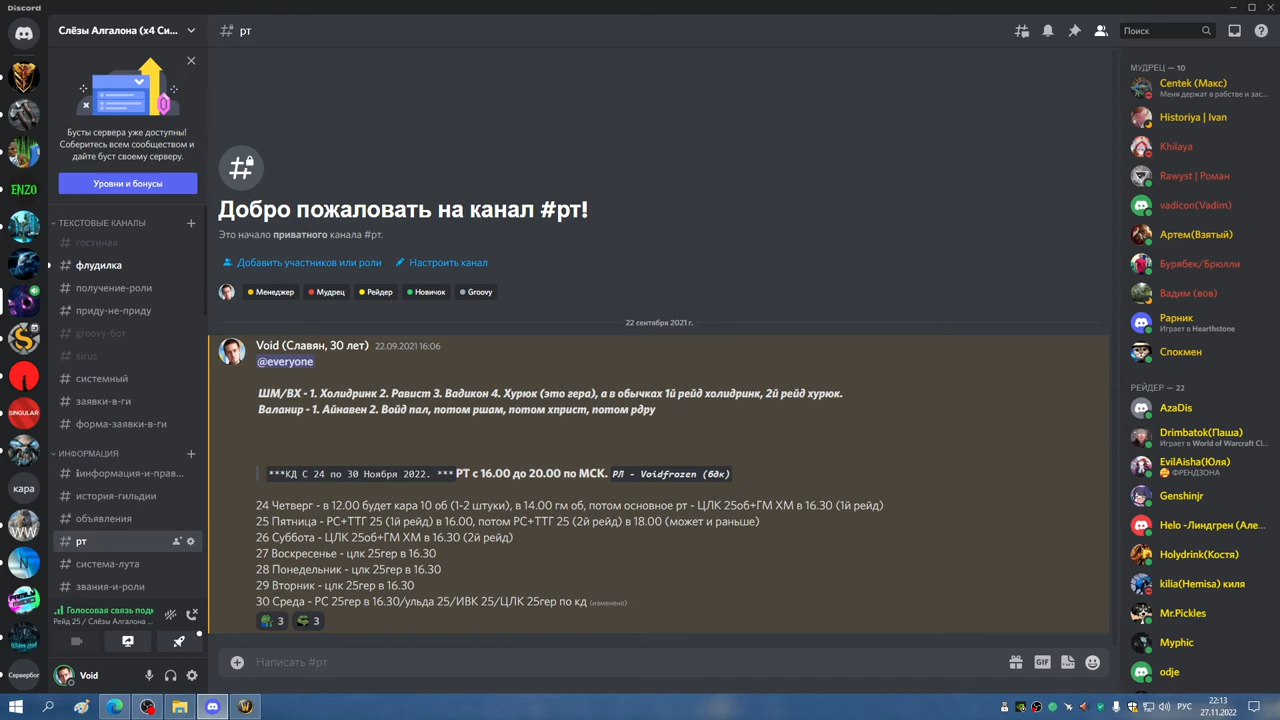 Discord
Слёзы Алгалона (x4 Си...
рт
Поиск
Бусты сервера уже доступны!
Соберитесь всем сообществом и
дайте буст своему серверу.
Уровни и бонусы
ENZO
SINGULAR
кара
Сервербог
ТЕКСТОВЫЕ КАНАЛЫ
гостиная
флудилка
получение-роли
приду-не-приду
groovy-бот
sirus
системный
заявки-в-ги
форма-заявки-в-ги
ИНФОРМАЦИЯ
информация-и-прав...
история-гильдии
объявления
рт
система-лута
звания-и-роли
Голосовая связь подк
Рейд 25 / Слёзы Алгалона ...
Void
Добро пожаловать на канал #рт!
Это начало приватного канала #рт.
Добавить участников или роли
Настроить канал
Менеджер
Мудрец
Рейдер
Новичок
Groovy
22 сентября 2021 г.
Void (Славян, 30 лет) 22.09.2021 16:06
@everyone
ШМ/ВХ - 1. Холидринк 2. Равист 3. Вадикон 4. Хурюк (это гера), а в обычках 1й рейд холидринк, 2й рейд хурюк.
Валанир - 1. Айнавен 2. Войд пал, потом ршам, потом хприст, потом рдру
***КД С 24 по 30 Ноября 2022. *** РТ с 16.00 до 20.00 по МСК. РЛ - Voidfrozen (бдк)
24 Четверг - в 12.00 будет кара 10 об (1-2 штуки), в 14.00 гм об, потом основное рт - ЦЛК 25об+ГМ ХМ в 16.30 (1й рейд)
25 Пятница - РС+ТТГ 25 (1й рейд) в 16.00, потом РС+ТТГ 25 (2й рейд) в 18.00 (может и раньше)
26 Суббота - ЦЛК 25об+ГМ ХМ в 16.30 (2й рейд)
27 Воскресенье - цлк 25гер в 16.30
28 Понедельник - цлк 25гер в 16.30
29 Вторник - цлк 25гер в 16.30
30 Среда - РС 25гер в 16.30/ульда 25/ИВК 25/ЦЛК 25гер по кд (изменено)
3
3
Написать #рт
GIF
МУДРЕЦ — 10
Centek (Макс)
Меня держат в рабстве и зас...
Historiya | Ivan
Khilaya
Rawyst | Роман
vadicon(Vadim)
Артем(Взятый)
Бурябек/Брюлли
Вадим (вов)
Рарник
Играет в Hearthstone
Спокмен
РЕЙДЕР — 22
AzaDis
Drimbatok(Паша)
Играет в World of Warcraft Cl...
EvilAisha(Юля)
ФРЕНДЗОНА
Genshinjr
Helo -Линдгрен (Але...
Holydrink(Костя)
kilia(Hemisa) киля
Mr.Pickles
Myphic
odje
РУС
22:13
27.11.2022